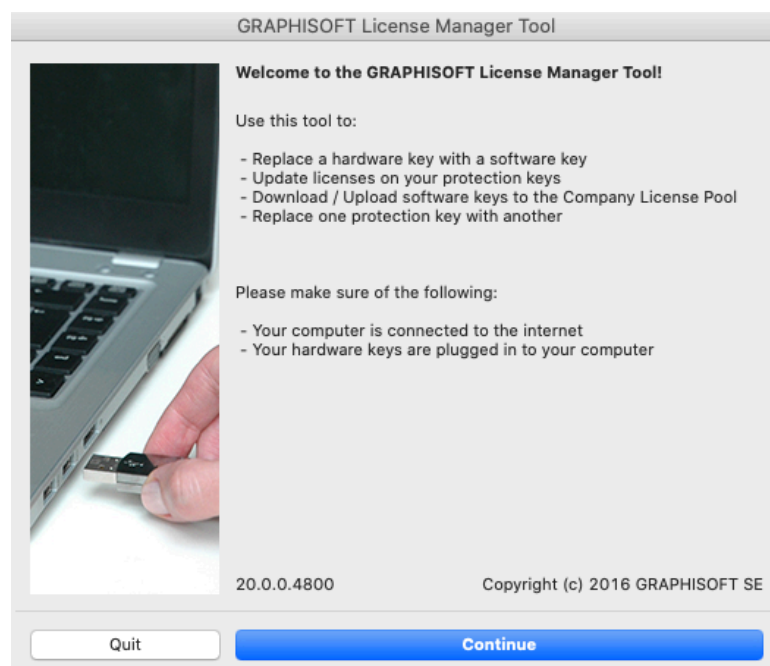 GRAPHISOFT License Manager Tool
Welcome to the GRAPHISOFT License Manager Tool!
Use this tool to:
- Replace a hardware key with a software key
- Update licenses on your protection keys
- Download / Upload software keys to the Company License Pool
- Replace one protection key with another
Please make sure of the following:
- Your computer is connected to the internet
- Your hardware keys are plugged in to your computer
20.0.0.4800 Copyright (c) 2016 GRAPHISOFT SE
Quit Continue